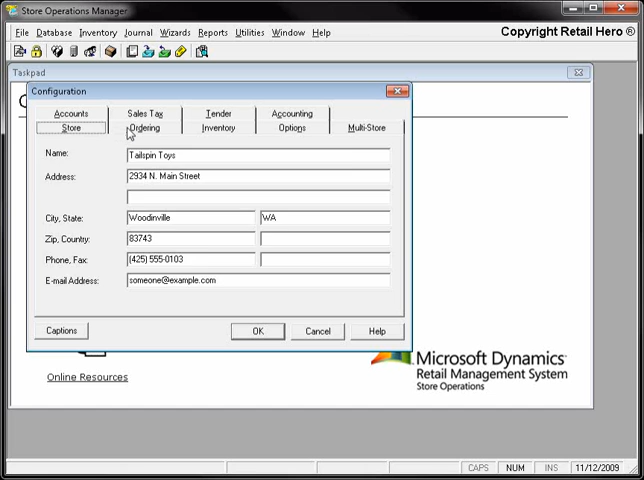 Store Operations Manager
File Database Inventory Journal Wizards Reports Utilities Window Help
Copyright Retail Hero ®
Taskpad
Configuration
Accounts Sales Tax Tender Accounting
Store Ordering Inventory Options Multi-Store
Name: Tailspin Toys
Address: 2934 N. Main Street
City, State: Woodinville WA
Zip, Country: 83743
Phone, Fax: (425) 555-0103
E-mail Address: someone@example.com
Captions OK Cancel Help
Online Resources
Microsoft Dynamics
Retail Management System
Store Operations
CAPS NUM INS 11/12/2009